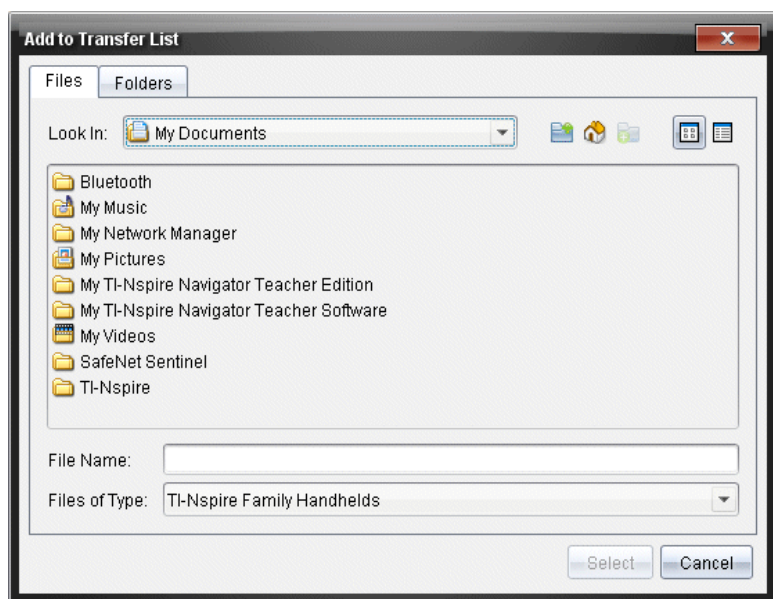 Add to Transfer List
Files Folders
Look In: My Documents
Bluetooth
My Music
My Network Manager
My Pictures
My TI-Nspire Navigator Teacher Edition
My TI-Nspire Navigator Teacher Software
My Videos
SafeNet Sentinel
TI-Nspire
File Name:
Files of Type: TI-Nspire Family Handhelds
Select Cancel